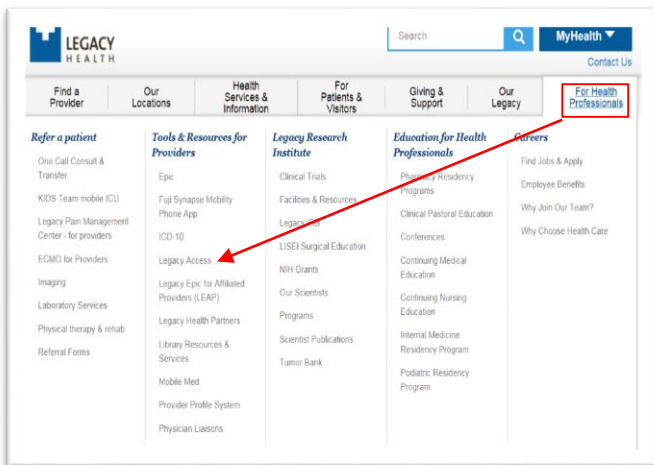 LEGACY
HEALTH
Search
MyHealth
Contact Us
Find a
Provider
Our
Locations
Health
Services &
Information
For
Patients &
Visitors
Giving &
Support
Our
Legacy
For Health
Professionals
Refer a patient
One Call Consult &
Transfer
KIDS Team mobile ICU
Legacy Pain Management
Center - for providers
ECMO for Providers
Imaging
Laboratory Services
Physical therapy & rehab
Referral Forms
Tools & Resources for
Providers
Epic
Fuji Synapse Mobility
Phone App
ICD-10
Legacy Access
Legacy Epic for Affiliated
Providers (LEAP)
Legacy Health Partners
Library Resources &
Services
Mobile Med
Provider Profile System
Physician Liaisons
Legacy Research
Institute
Clinical Trials
Facilities & Resources
Legacy IRB
LISEI Surgical Education
NIH Grants
Our Scientists
Programs
Scientist Publications
Tumor Bank
Education for Health
Professionals
Pharmacy Residency
Programs
Clinical Pastoral Education
Conferences
Continuing Medical
Education
Continuing Nursing
Education
Internal Medicine
Residency Program
Podiatric Residency
Program
Careers
Find Jobs & Apply
Employee Benefits
Why Join Our Team?
Why Choose Health Care